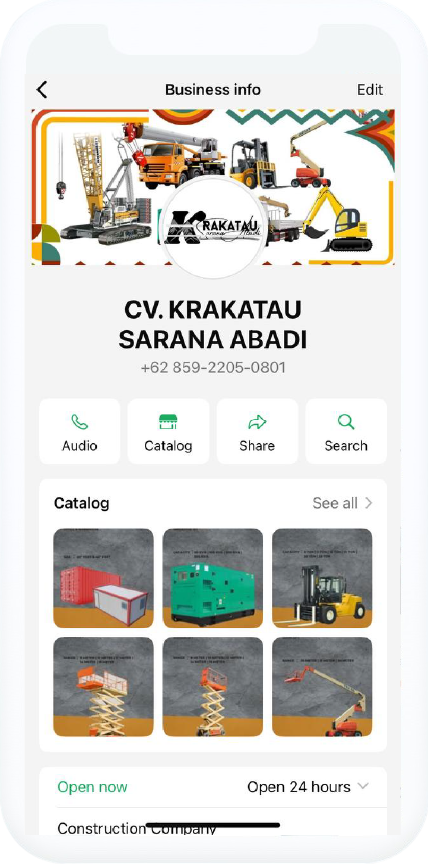 Business info
Edit
KRAKATAU
CV. KRAKATAU
SARANA ABADI
+62 859-2205-0801
Audio
Catalog
Share
Search
Catalog
See all
Open now
Open 24 hours
Construction Company